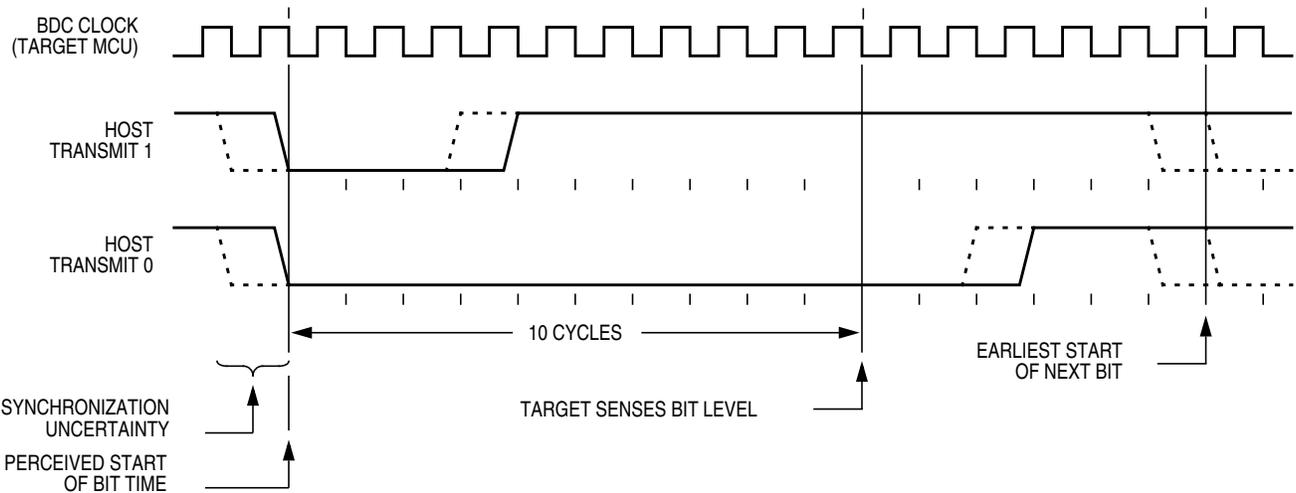 BDC CLOCK
(TARGET MCU)
HOST
TRANSMIT 1
HOST
TRANSMIT 0
10 CYCLES
EARLIEST START
OF NEXT BIT
SYNCHRONIZATION
UNCERTAINTY
TARGET SENSES BIT LEVEL
PERCEIVED START
OF BIT TIME